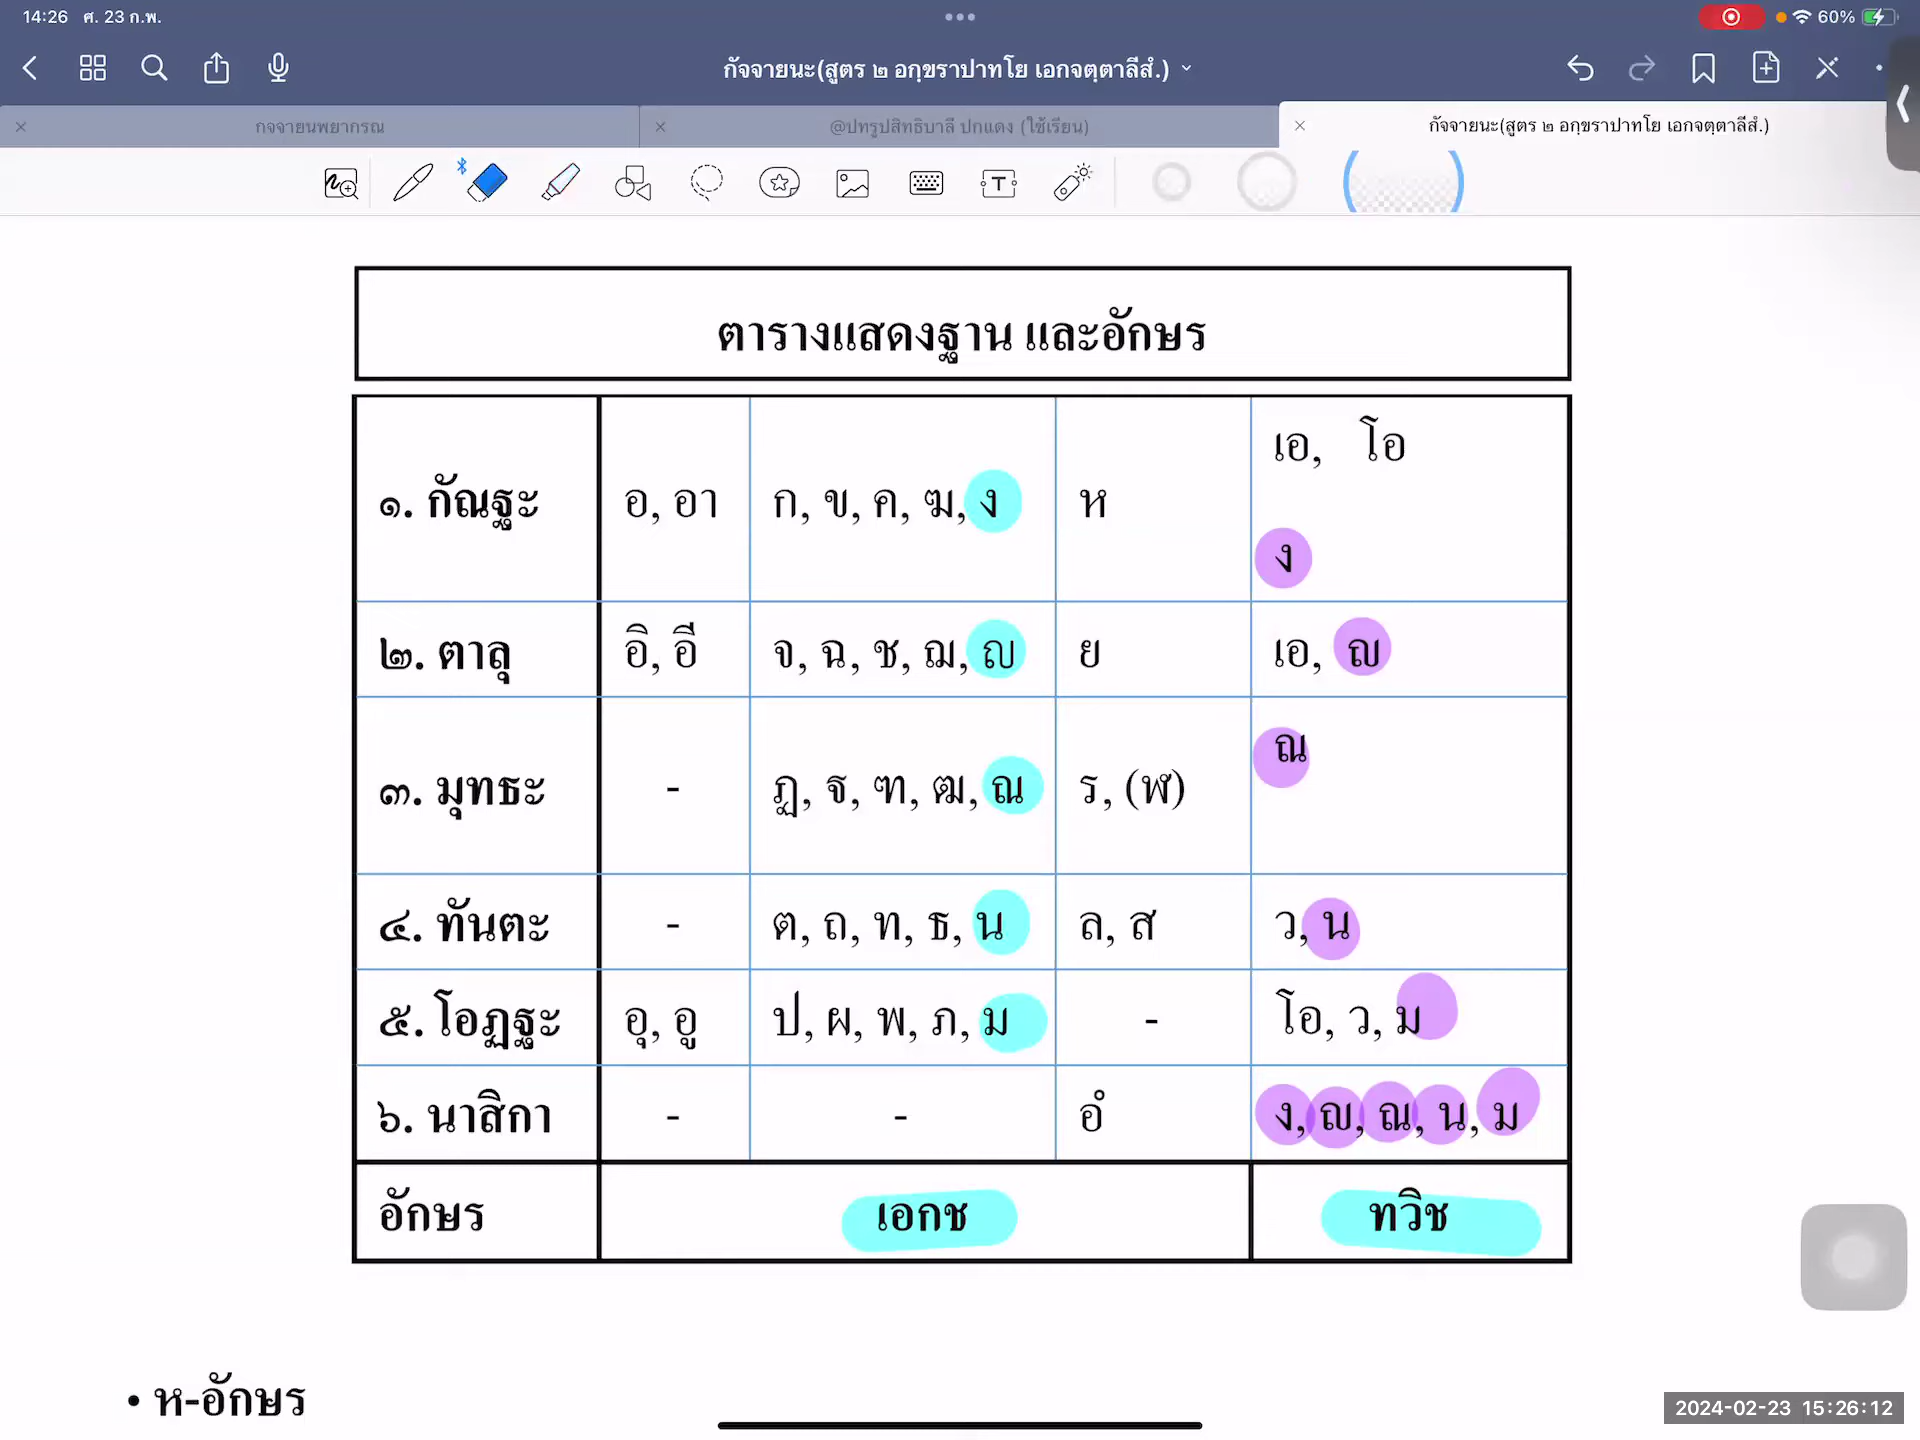 14:26 ศ. 23 ก.พ.
60%
กัจจายนะ(สูตร ๒ อกฺขราปาทโย เอกจตฺตาลีสํ.)
กจจายนพยากรณ
@ปทรูปสิทธิบาลี ปกแดง (ใช้เรียน)
กัจจายนะ(สูตร ๒ อกฺขราปาทโย เอกจตฺตาลีสํ.)
T
ตารางแสดงฐาน และอักษร
๑. กัณฐะ อ, อา ก, ข, ค, ฆ, ง ห เอ, โอ
ง
๒. ตาลุ อิ, อี จ, ฉ, ช, ฌ, ญ ย เอ, ญ
๓. มุทธะ - ฏ, ฐ, ฑ, ฒ, ณ ร, (ฬ) ณ
๔. ทันตะ - ต, ถ, ท, ธ, น ล, ส ว, น
๕. โอฏฐะ อุ, อู ป, ผ, พ, ภ, ม - โอ, ว, ม
๖. นาสิกา - - อํ ง, ญ, ณ, น, ม
อักษร เอกช ทวิช
• ห-อักษร
2024-02-23 15:26:12